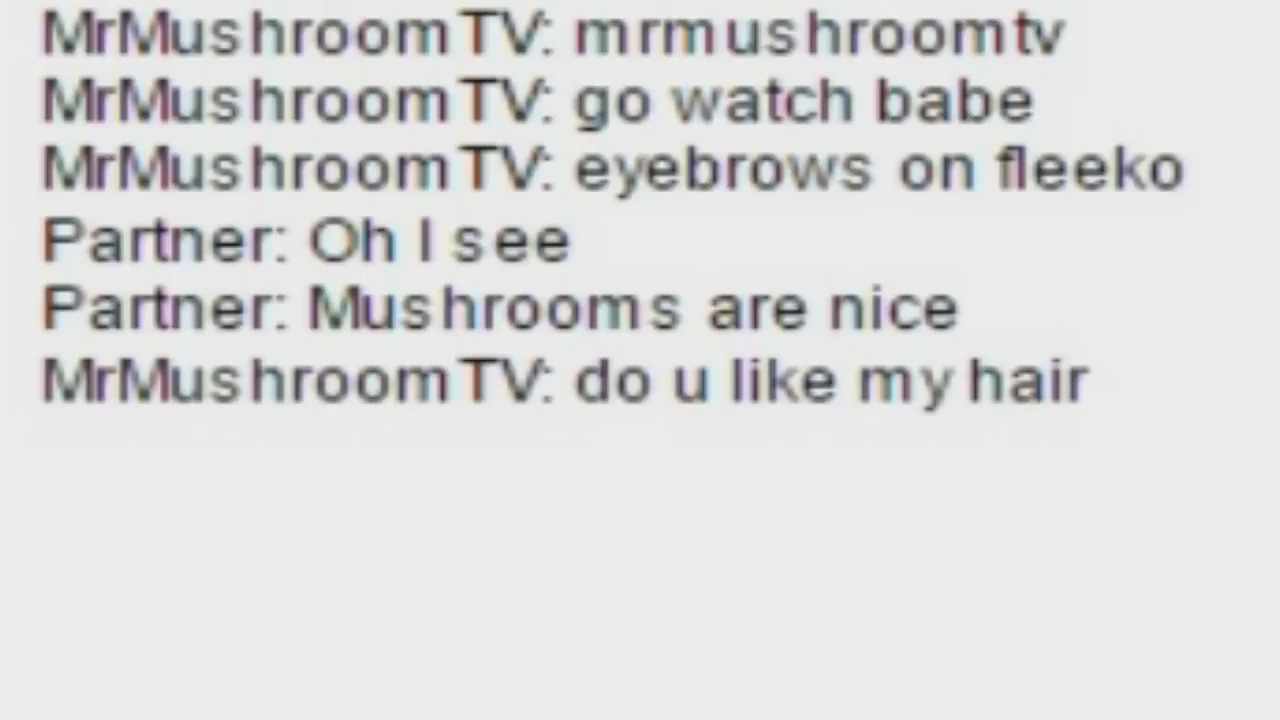 MrMushroomTV: mrmushroomtv
MrMushroomTV: go watch babe
MrMushroomTV: eyebrows on fleeko
Partner: Oh I see
Partner: Mushrooms are nice
MrMushroomTV: do u like my hair